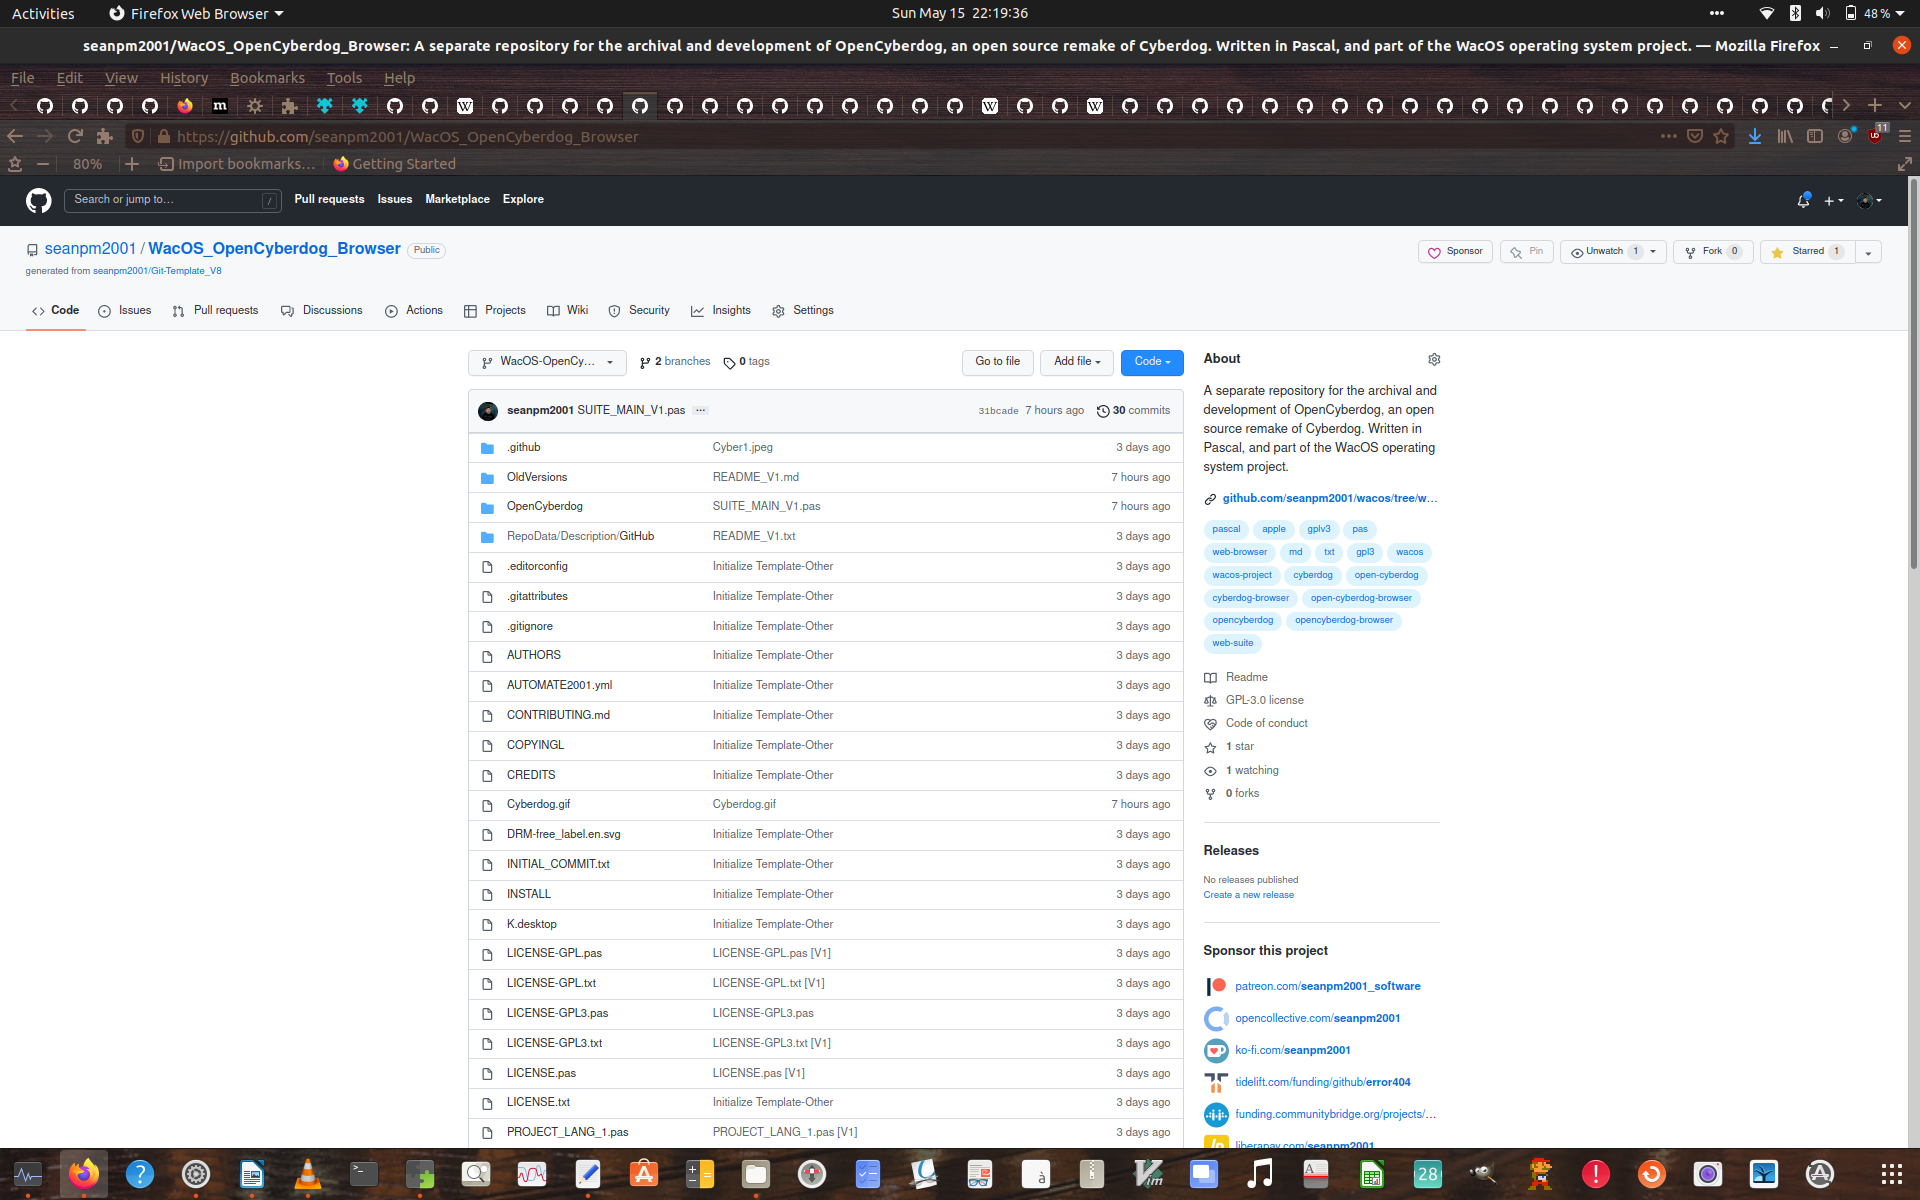 Activities Firefox Web Browser Sun May 15 22:19:36 48 %
seanpm2001/WacOS_OpenCyberdog_Browser: A separate repository for the archival and development of OpenCyberdog, an open source remake of Cyberdog. Written in Pascal, and part of the WacOS operating system project. — Mozilla Firefox
File Edit View History Bookmarks Tools Help
https://github.com/seanpm2001/WacOS_OpenCyberdog_Browser 11
80% Import bookmarks… Getting Started
Search or jump to… / Pull requests Issues Marketplace Explore
seanpm2001 / WacOS_OpenCyberdog_Browser Public
generated from seanpm2001/Git-Template_V8
Sponsor Pin Unwatch 1 Fork 0 Starred 1
Code Issues Pull requests Discussions Actions Projects Wiki Security Insights Settings
WacOS-OpenCy… 2 branches 0 tags Go to file Add file Code
seanpm2001 SUITE_MAIN_V1.pas … 31bcade 7 hours ago 30 commits
.github Cyber1.jpeg 3 days ago
OldVersions README_V1.md 7 hours ago
OpenCyberdog SUITE_MAIN_V1.pas 7 hours ago
RepoData/Description/GitHub README_V1.txt 3 days ago
.editorconfig Initialize Template-Other 3 days ago
.gitattributes Initialize Template-Other 3 days ago
.gitignore Initialize Template-Other 3 days ago
AUTHORS Initialize Template-Other 3 days ago
AUTOMATE2001.yml Initialize Template-Other 3 days ago
CONTRIBUTING.md Initialize Template-Other 3 days ago
COPYINGL Initialize Template-Other 3 days ago
CREDITS Initialize Template-Other 3 days ago
Cyberdog.gif Cyberdog.gif 7 hours ago
DRM-free_label.en.svg Initialize Template-Other 3 days ago
INITIAL_COMMIT.txt Initialize Template-Other 3 days ago
INSTALL Initialize Template-Other 3 days ago
K.desktop Initialize Template-Other 3 days ago
LICENSE-GPL.pas LICENSE-GPL.pas [V1] 3 days ago
LICENSE-GPL.txt LICENSE-GPL.txt [V1] 3 days ago
LICENSE-GPL3.pas LICENSE-GPL3.pas 3 days ago
LICENSE-GPL3.txt LICENSE-GPL3.txt [V1] 3 days ago
LICENSE.pas LICENSE.pas [V1] 3 days ago
LICENSE.txt Initialize Template-Other 3 days ago
PROJECT_LANG_1.pas PROJECT_LANG_1.pas [V1] 3 days ago
About
A separate repository for the archival and
development of OpenCyberdog, an open
source remake of Cyberdog. Written in
Pascal, and part of the WacOS operating
system project.
github.com/seanpm2001/wacos/tree/w…
pascal apple gplv3 pas
web-browser md txt gpl3 wacos
wacos-project cyberdog open-cyberdog
cyberdog-browser open-cyberdog-browser
opencyberdog opencyberdog-browser
web-suite
Readme
GPL-3.0 license
Code of conduct
1 star
1 watching
0 forks
Releases
No releases published
Create a new release
Sponsor this project
patreon.com/seanpm2001_software
opencollective.com/seanpm2001
ko-fi.com/seanpm2001
tidelift.com/funding/github/error404
funding.communitybridge.org/projects/…
liberapay.com/seanpm2001
28